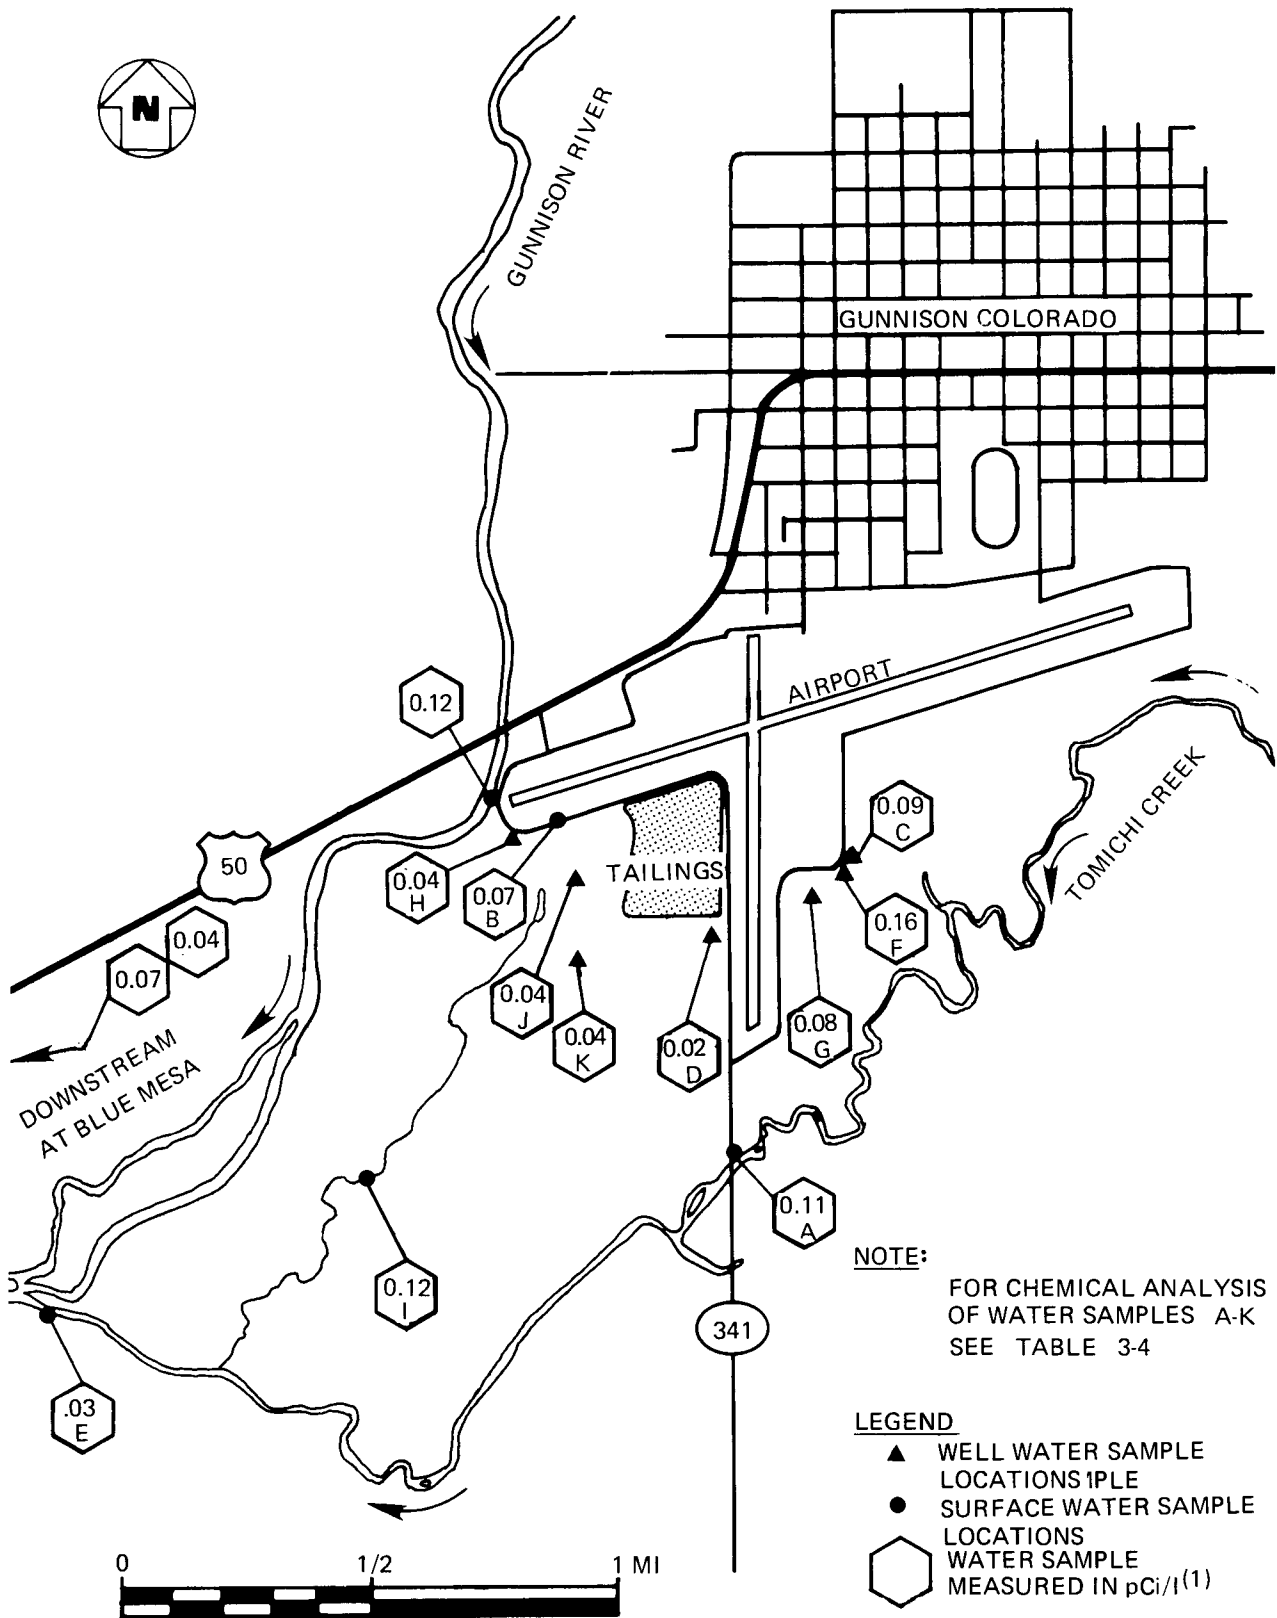 N
GUNNISON RIVER
GUNNISON COLORADO
AIRPORT
0.12
TOMICHI CREEK
0.09
C
50
TAILINGS
0.04
H
0.07
B
0.16
F
0.04
0.07
0.04
J
0.04
K
0.02
D
0.08
G
DOWNSTREAM
AT BLUE MESA
0.11
A
0.12
I
341
.03
E
NOTE:
FOR CHEMICAL ANALYSIS
OF WATER SAMPLES A-K
SEE TABLE 3-4
LEGEND
WELL WATER SAMPLE
LOCATIONS 1PLE
SURFACE WATER SAMPLE
LOCATIONS
WATER SAMPLE
MEASURED IN pCi/l(1)
0 1/2 1 MI